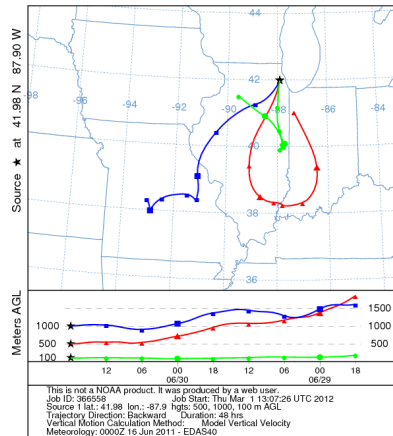 Source ★ at 41.98 N 87.90 W
44
42
40
38
36
-98
-96
-94
-92
-90
-88
-86
-84
Meters AGL
1000
500
100
1500
1000
500
12 06 00 18 12 06 00 18
06/30 06/29
This is not a NOAA product. It was produced by a web user.
Job ID: 366558 Job Start: Thu Mar 1 13:07:26 UTC 2012
Source 1 lat.: 41.98 lon.: -87.9 hgts: 500, 1000, 100 m AGL
Trajectory Direction: Backward Duration: 48 hrs
Vertical Motion Calculation Method: Model Vertical Velocity
Meteorology: 0000Z 16 Jun 2011 - EDAS40